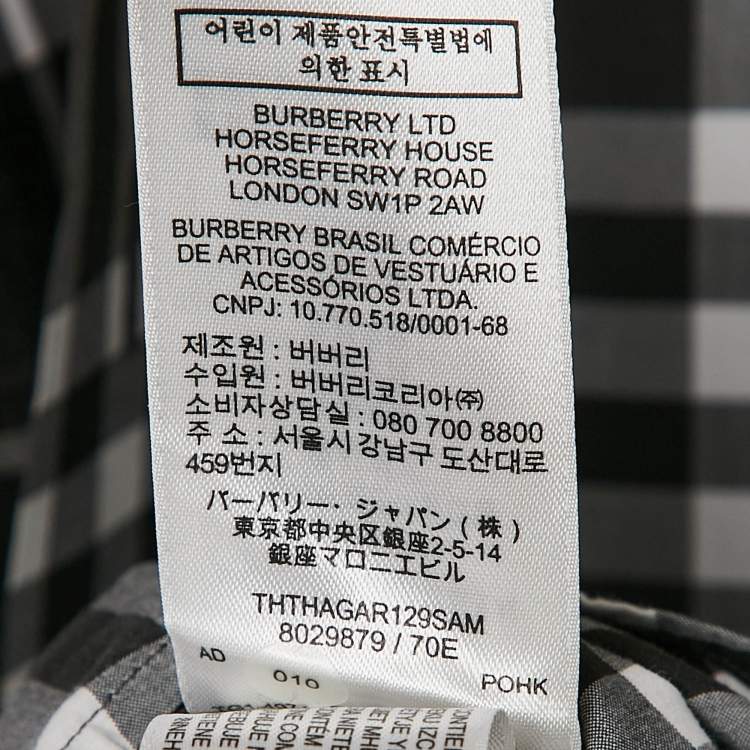 어린이 제품안전특별법에
의한 표시
BURBERRY LTD
HORSEFERRY HOUSE
HORSEFERRY ROAD
LONDON SW1P 2AW
BURBERRY BRASIL COMÉRCIO
DE ARTIGOS DE VESTUÁRIO E
ACESSÓRIOS LTDA.
CNPJ: 10.770.518/0001-68
제조원 : 버버리
수입원 : 버버리코리아㈜
소비자상담실 : 080 700 8800
주 소 : 서울시 강남구 도산대로
459번지
バーバリー・ジャパン ( 株 )
東京都中央区銀座2-5-14
銀座マロニエビル
THTHAGAR129SAM
8029879 / 70E
AD 010 POHK